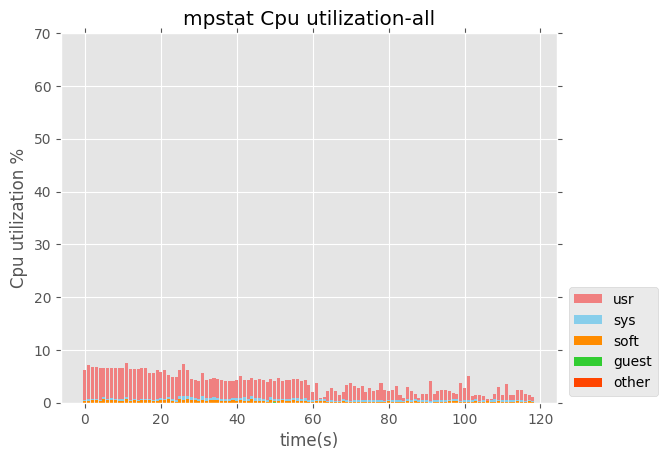 mpstat Cpu utilization-all
70
60
50
40
30
20
10
0
Cpu utilization %
0 20 40 60 80 100 120
time(s)
usr
sys
soft
guest
other